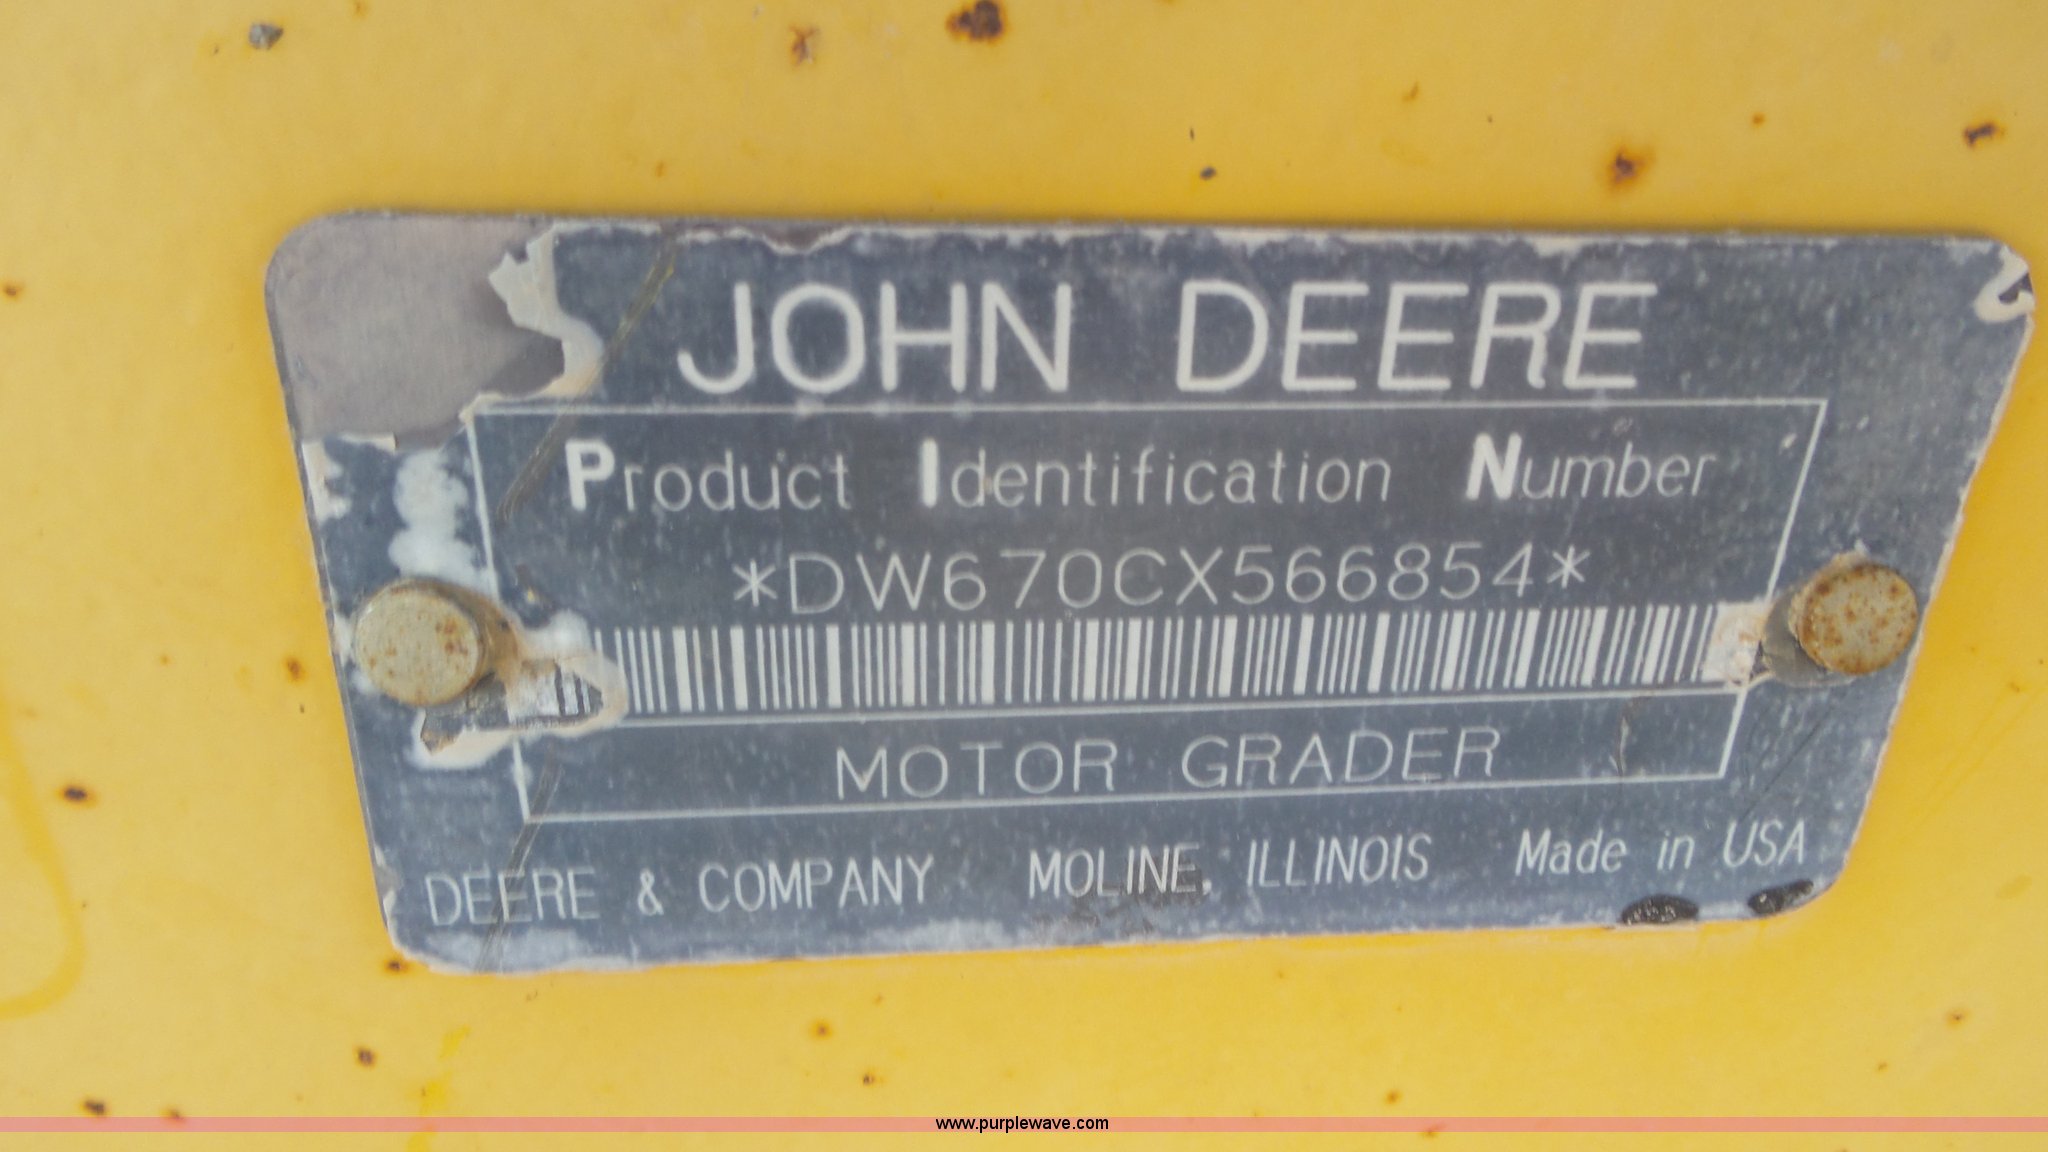 JOHN DEERE
Product Identification Number
*DW670CX566854*
MOTOR GRADER
DEERE & COMPANY MOLINE, ILLINOIS Made in USA
www.purplewave.com